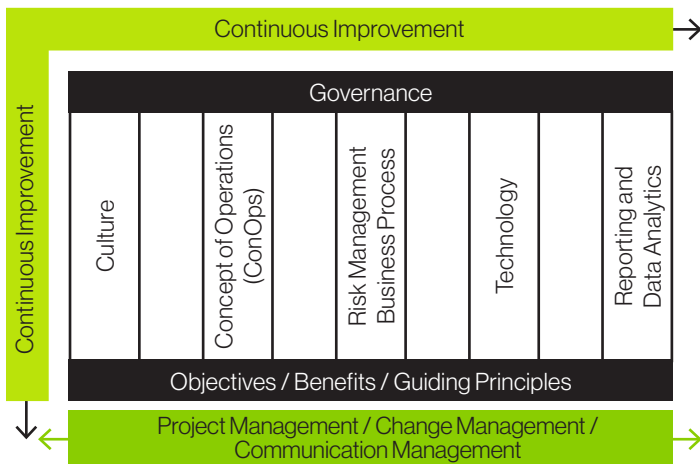 Continuous Improvement
Continuous Improvement
Governance
Culture
Concept of Operations
(ConOps)
Risk Management
Business Process
Technology
Reporting and
Data Analytics
Objectives / Benefits / Guiding Principles
Project Management / Change Management /
Communication Management